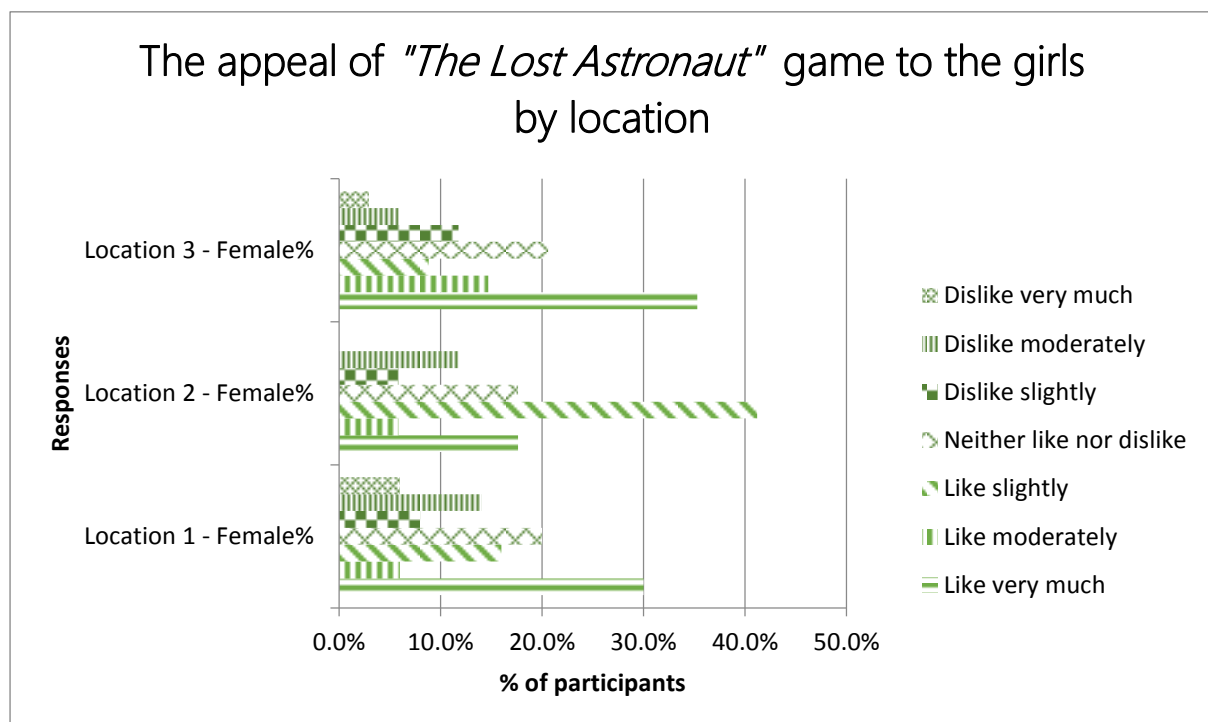 The appeal of "The Lost Astronaut" game to the girls
by location
Location 3 - Female%
Location 2 - Female%
Location 1 - Female%
Responses
0.0%
10.0%
20.0%
30.0%
40.0%
50.0%
% of participants
Dislike very much
Dislike moderately
Dislike slightly
Neither like nor dislike
Like slightly
Like moderately
Like very much